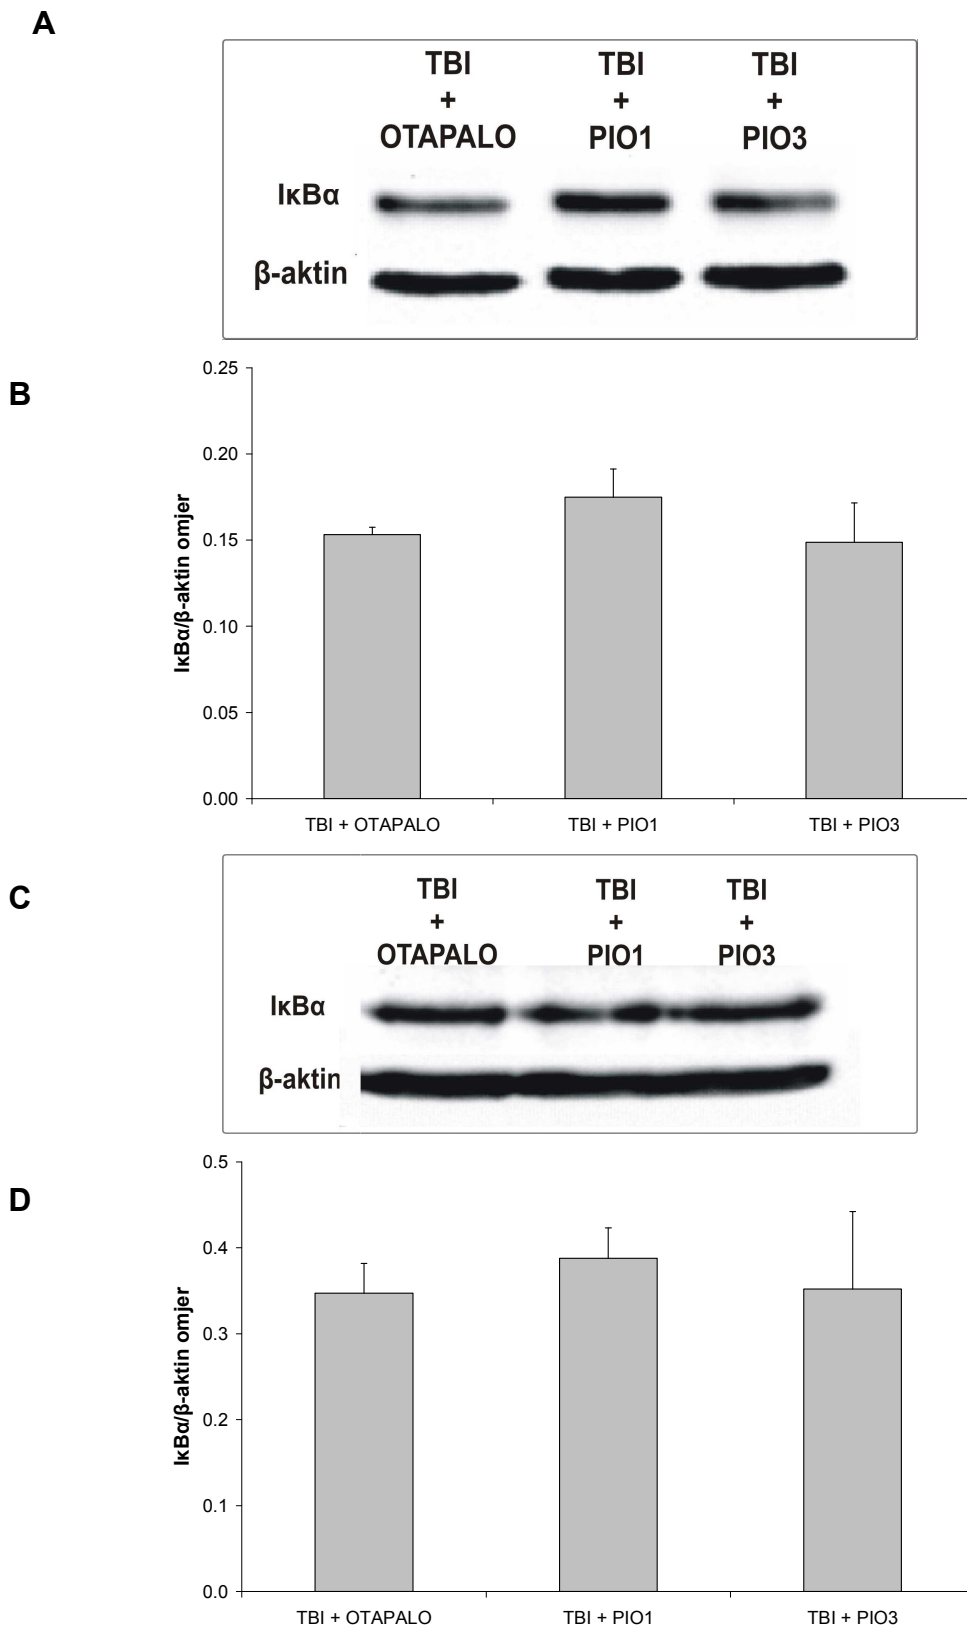 A
TBI TBI TBI
+ + +
OTAPALO PIO1 PIO3
IκBα
β-aktin
B
0.25
0.20
0.15
0.10
0.05
0.00
IκBα/β-aktin omjer
TBI + OTAPALO TBI + PIO1 TBI + PIO3
C
TBI TBI TBI
+ + +
OTAPALO PIO1 PIO3
IκBα
β-aktin
D
0.5
0.4
0.3
0.2
0.1
0.0
IκBα/β-aktin omjer
TBI + OTAPALO TBI + PIO1 TBI + PIO3